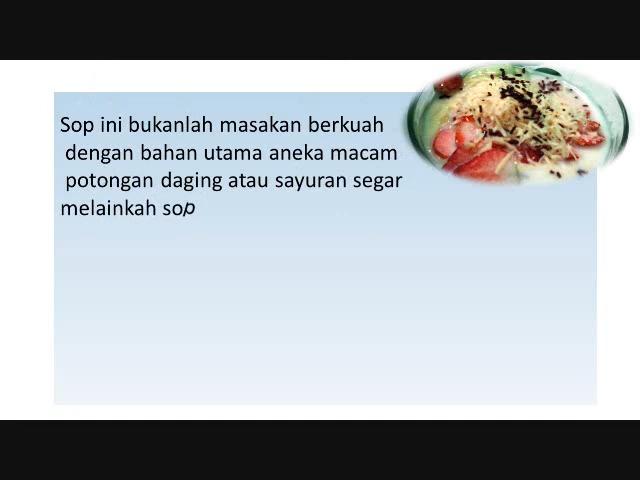 Sop ini bukanlah masakan berkuah
dengan bahan utama aneka macam
potongan daging atau sayuran segar
melainkah sop